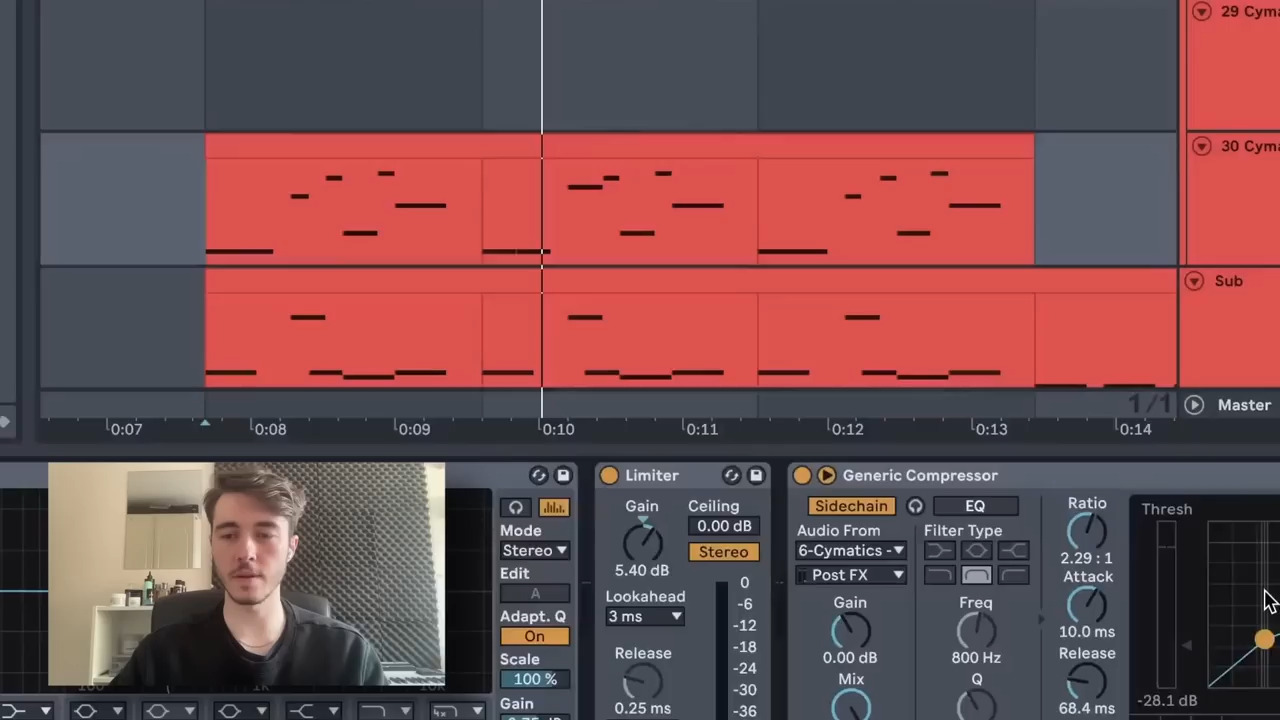 29 Cyma
30 Cyma
Sub
1/1
Master
0:07 0:08 0:09 0:10 0:11 0:12 0:13 0:14
Limiter
Generic Compressor
Gain
Ceiling
Sidechain
EQ
Ratio
Thresh
0.00 dB
Mode
Audio From
Filter Type
Stereo
Stereo
6-Cymatics -
2.29 : 1
5.40 dB
Post FX
Attack
Edit
A
Lookahead
3 ms
0
-6
-12
-18
-24
-30
-36
Gain
Freq
Adapt. Q
On
10.0 ms
Scale
Release
0.00 dB
800 Hz
Release
100 %
Mix
Q
-28.1 dB
Gain
0.25 ms
68.4 ms